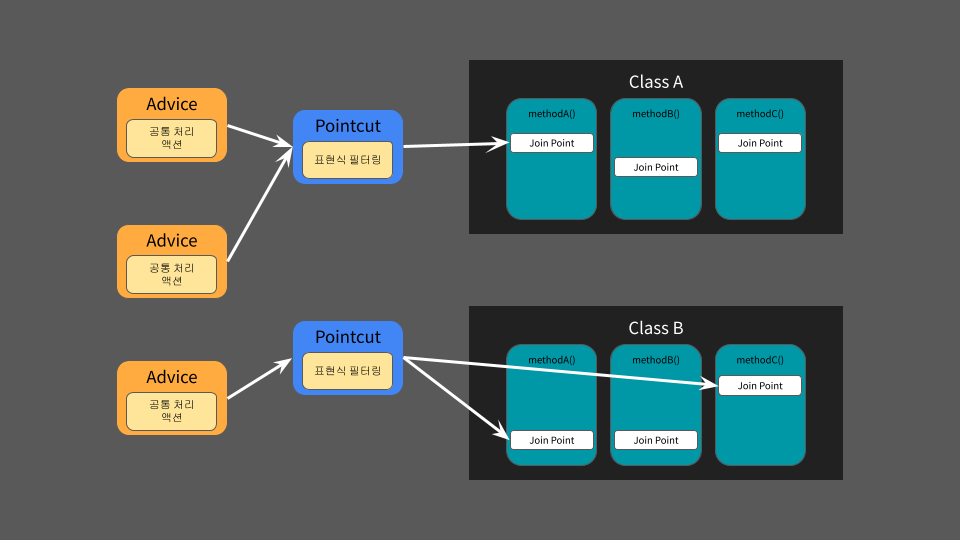 Advice
공통 처리
액션
Advice
공통 처리
액션
Advice
공통 처리
액션
Pointcut
표현식 필터링
Pointcut
표현식 필터링
Class A
methodA()
Join Point
methodB()
Join Point
methodC()
Join Point
Class B
methodA()
Join Point
methodB()
Join Point
methodC()
Join Point